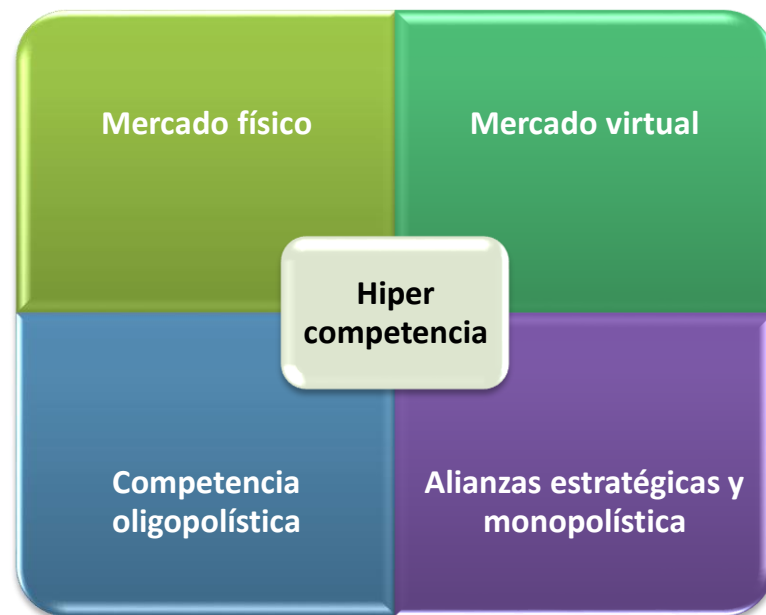 Mercado físico
Mercado virtual
Hiper
competencia
Competencia
oligopolística
Alianzas estratégicas y
monopolística